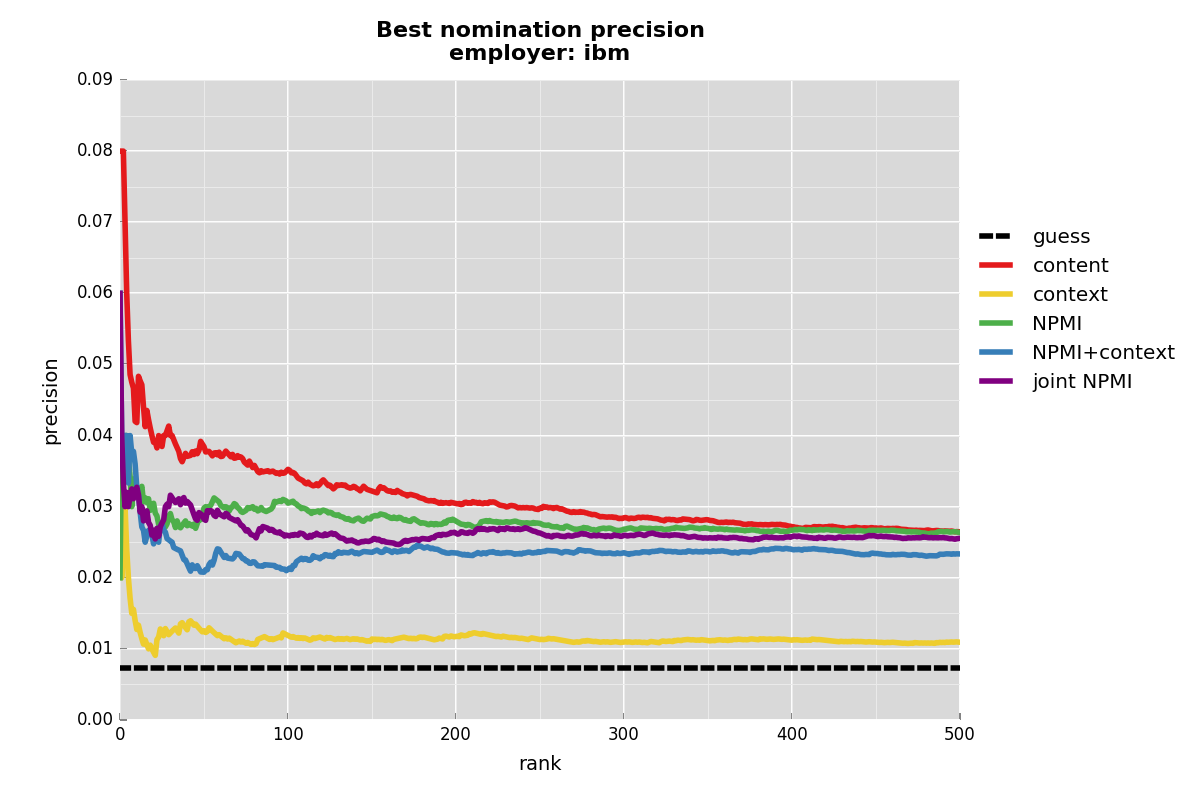 Best nomination precision
employer: ibm
precision
0.09
0.08
0.07
0.06
0.05
0.04
0.03
0.02
0.01
0.00
0
100
200
300
400
500
rank
guess
content
context
NPMI
NPMI+context
joint NPMI